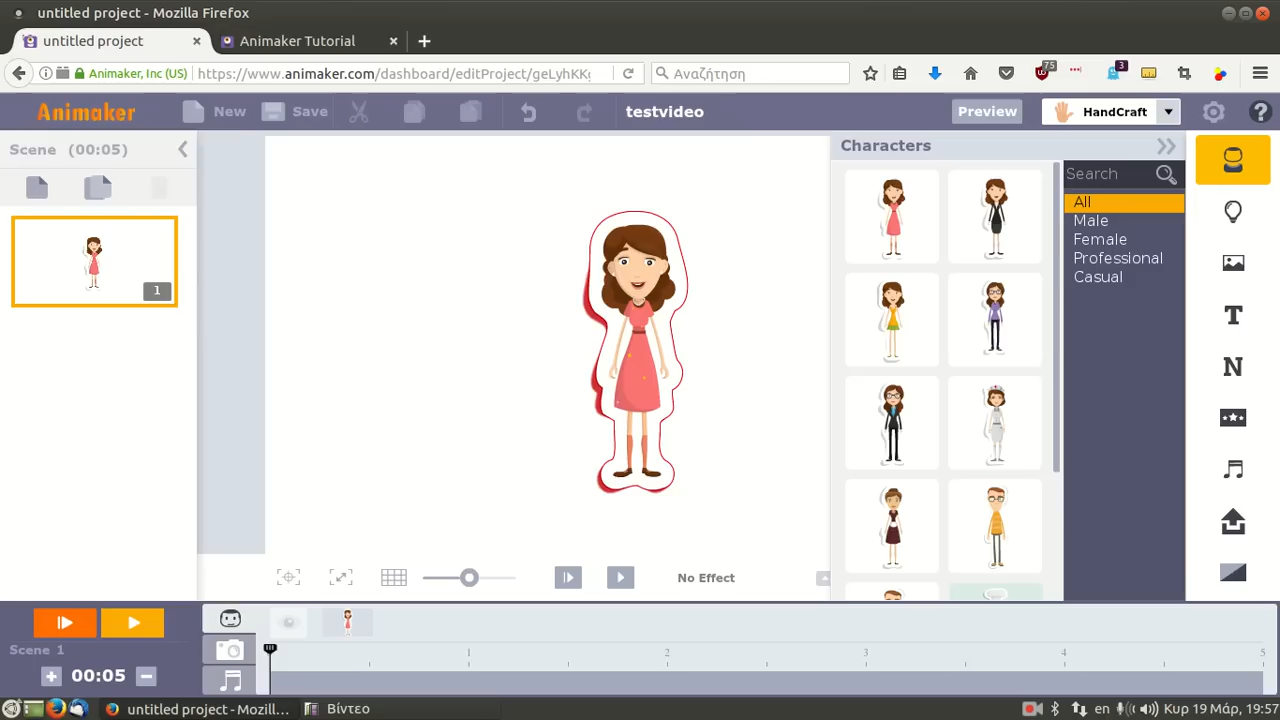 untitled project - Mozilla Firefox
untitled project
Animaker Tutorial
Animaker, Inc (US)
https://www.animaker.com/dashboard/editProject/geLyhKK
Αναζήτηση
75
3
Animaker
New
Save
testvideo
Preview
HandCraft
Scene (00:05)
Characters
Search
All
Male
Female
Professional
Casual
1
T
N
No Effect
Scene 1
00:05
1
2
3
4
5
untitled project - Mozill...
Βίντεο
en
Κυρ 19 Μάρ, 19:57